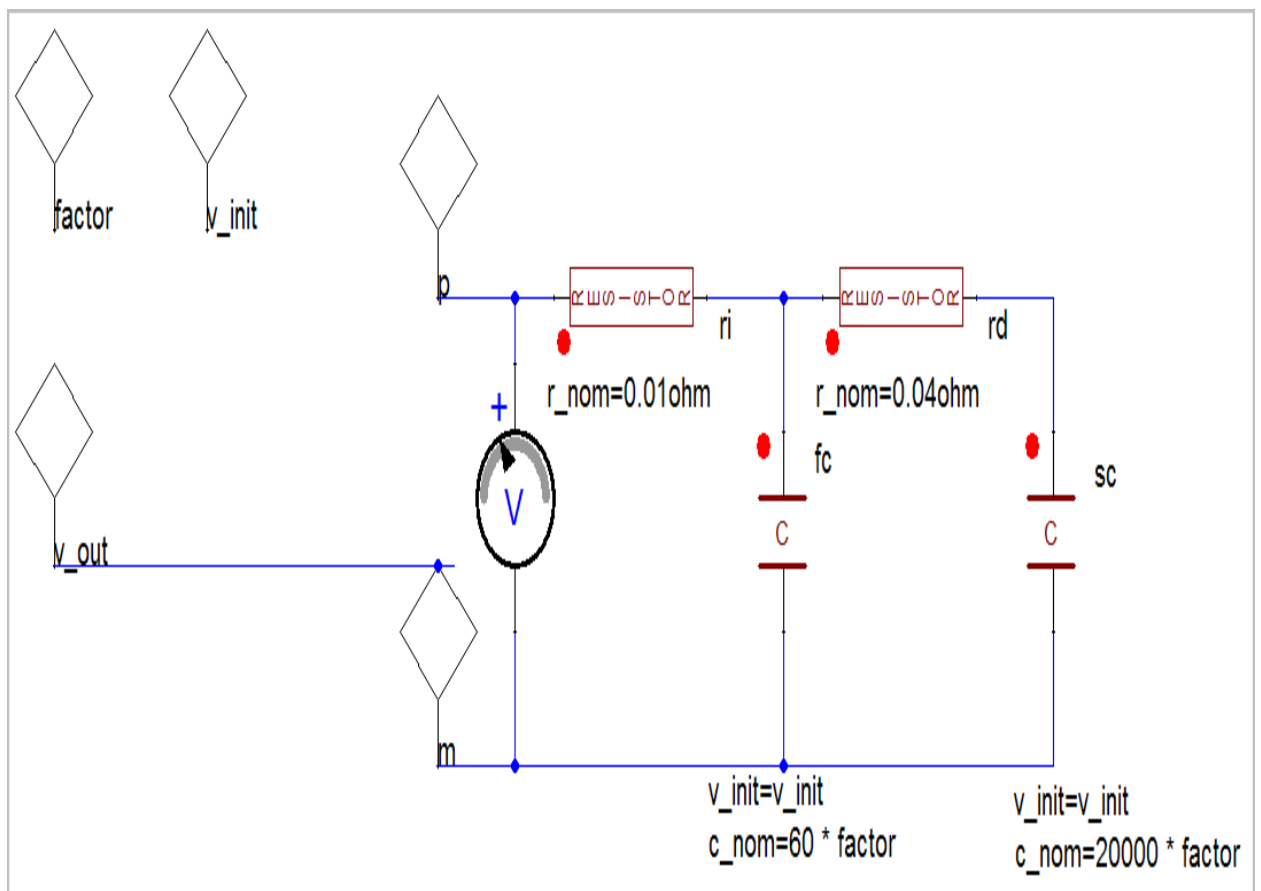 factor
v_init
p
RESISTOR
ri
RESISTOR
rd
r_nom=0.01ohm
r_nom=0.04ohm
+
V
fc
sc
C
C
v_out
m
v_init=v_init
c_nom=60 * factor
v_init=v_init
c_nom=20000 * factor